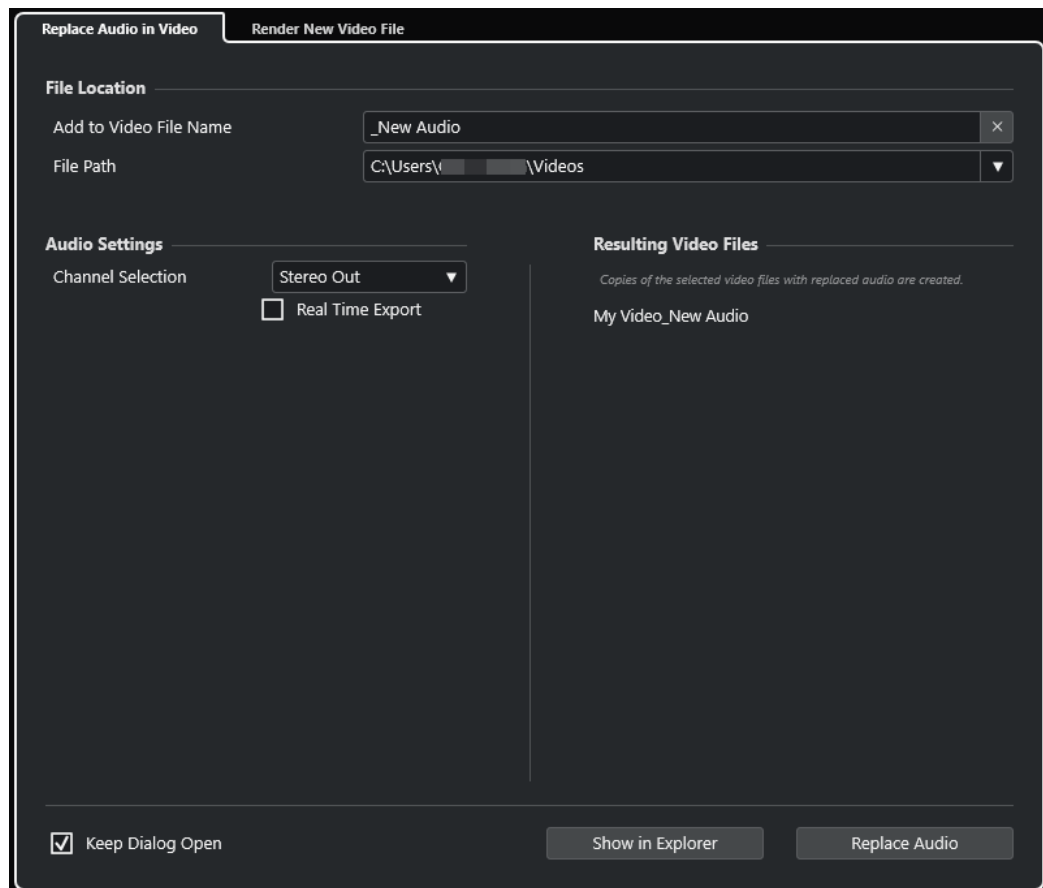 Replace Audio in Video Render New Video File
File Location
Add to Video File Name _New Audio
File Path C:\Users\ \Videos
Audio Settings
Channel Selection Stereo Out
Real Time Export
Resulting Video Files
Copies of the selected video files with replaced audio are created.
My Video_New Audio
Keep Dialog Open Show in Explorer Replace Audio